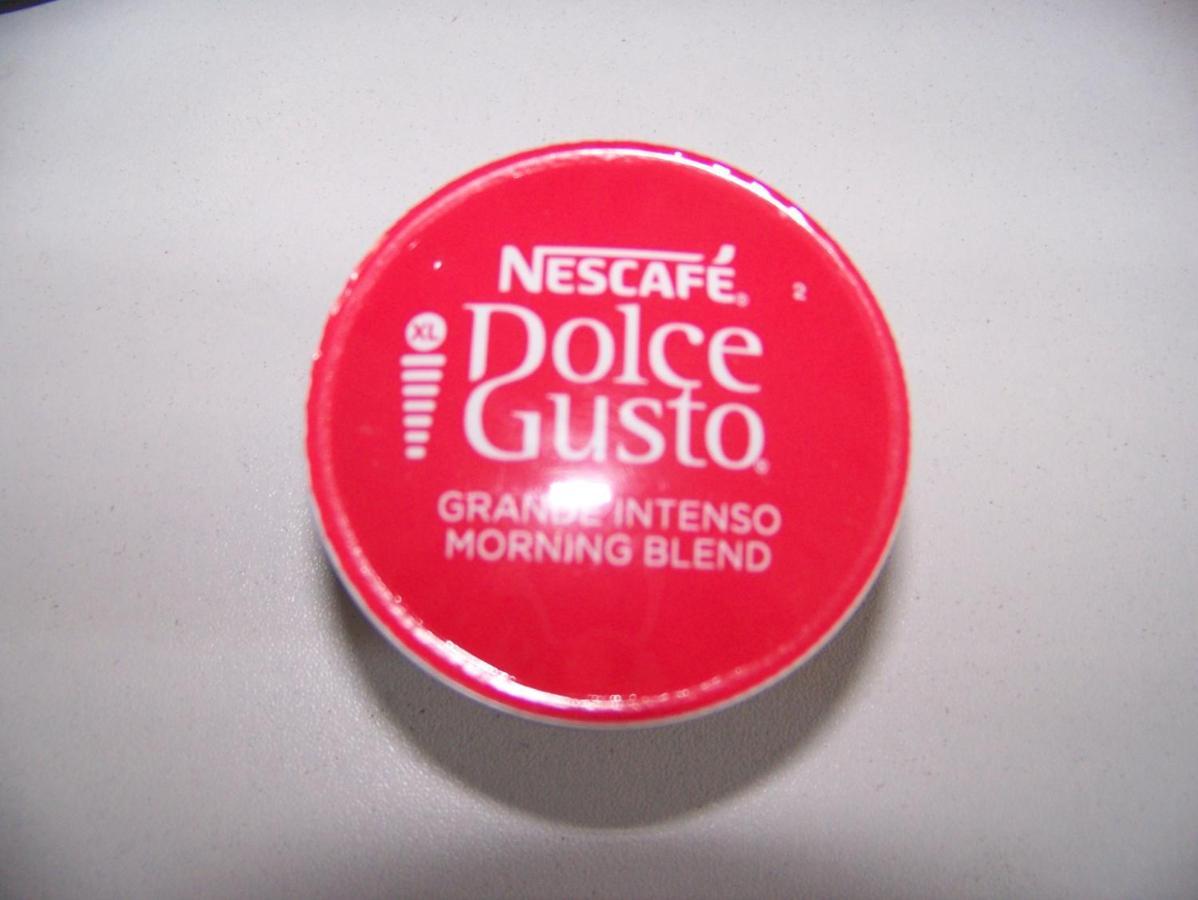 NESCAFÉ®
2
XL
Dolce
Gusto®
GRANDE INTENSO
MORNING BLEND